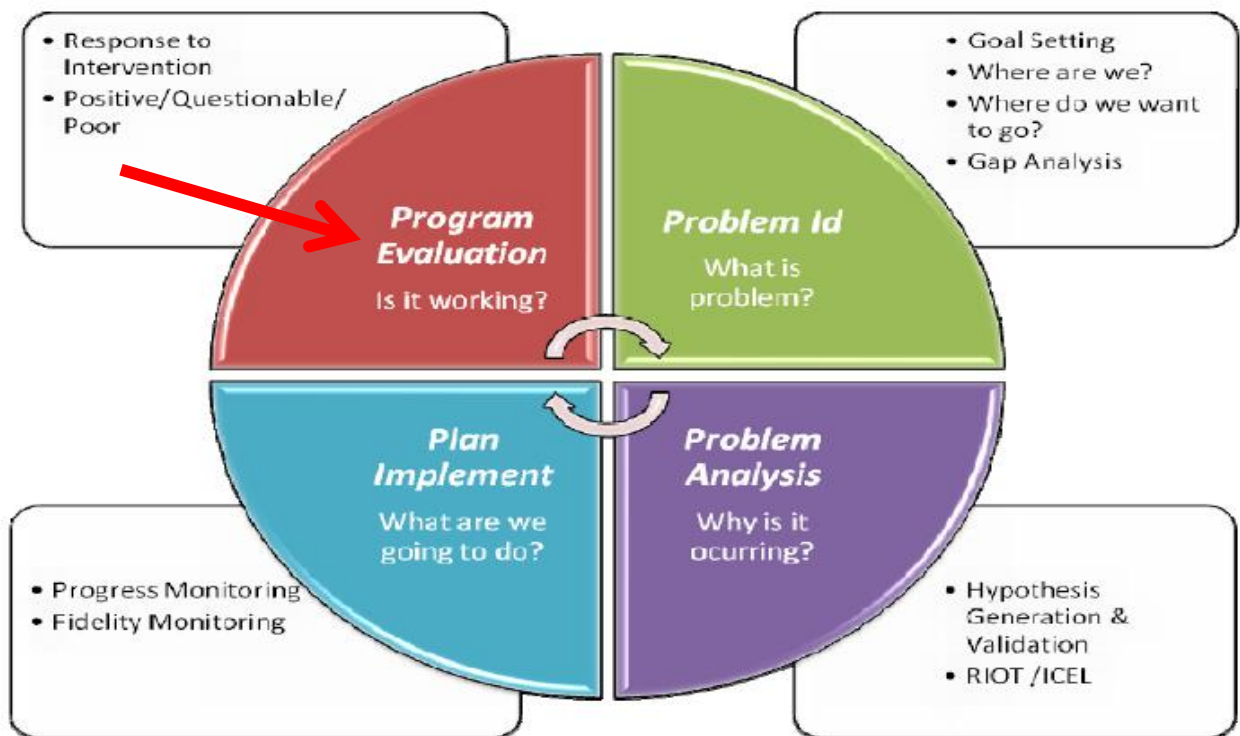 • Response to
Intervention
• Positive/Questionable/
Poor
Program
Evaluation
Is it working?
• Goal Setting
• Where are we?
• Where do we want
to go?
• Gap Analysis
Problem Id
What is
problem?
Plan
Implement
What are we
going to do?
• Progress Monitoring
• Fidelity Monitoring
Problem
Analysis
Why is it
ocurring?
• Hypothesis
Generation &
Validation
• RIOT /ICEL